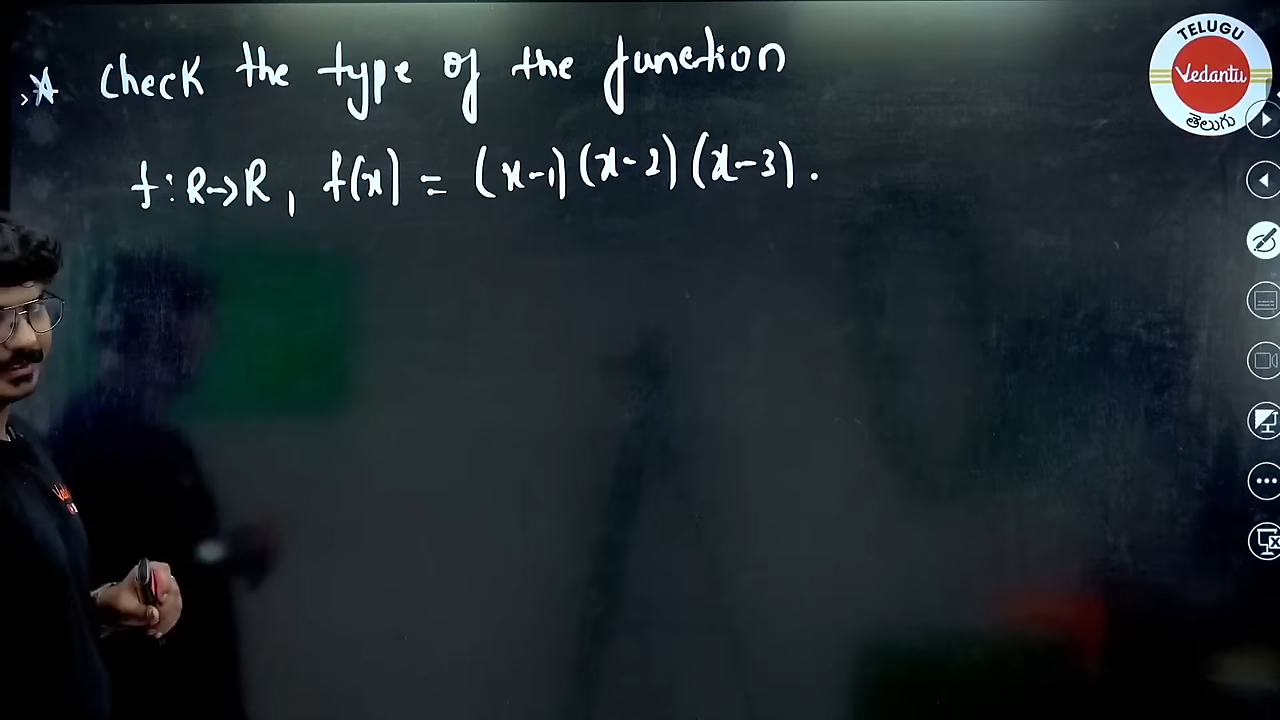 * Check the type of the function
f: R→R, f(x) = (x-1)(x-2)(x-3).
TELUGU
Vedantu
తెలుగు